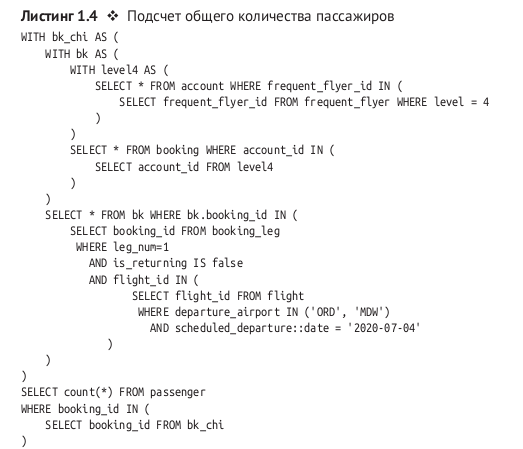 Листинг 1.4 ❖ Подсчет общего количества пассажиров
WITH bk_chi AS (
    WITH bk AS (
        WITH level4 AS (
            SELECT * FROM account WHERE frequent_flyer_id IN (
                SELECT frequent_flyer_id FROM frequent_flyer WHERE level = 4
            )
        )
        SELECT * FROM booking WHERE account_id IN (
            SELECT account_id FROM level4
        )
    )
    SELECT * FROM bk WHERE bk.booking_id IN (
        SELECT booking_id FROM booking_leg
         WHERE leg_num=1
           AND is_returning IS false
           AND flight_id IN (
                  SELECT flight_id FROM flight
                   WHERE departure_airport IN ('ORD', 'MDW')
                     AND scheduled_departure::date = '2020-07-04'
              )
    )
)
SELECT count(*) FROM passenger
WHERE booking_id IN (
    SELECT booking_id FROM bk_chi
)